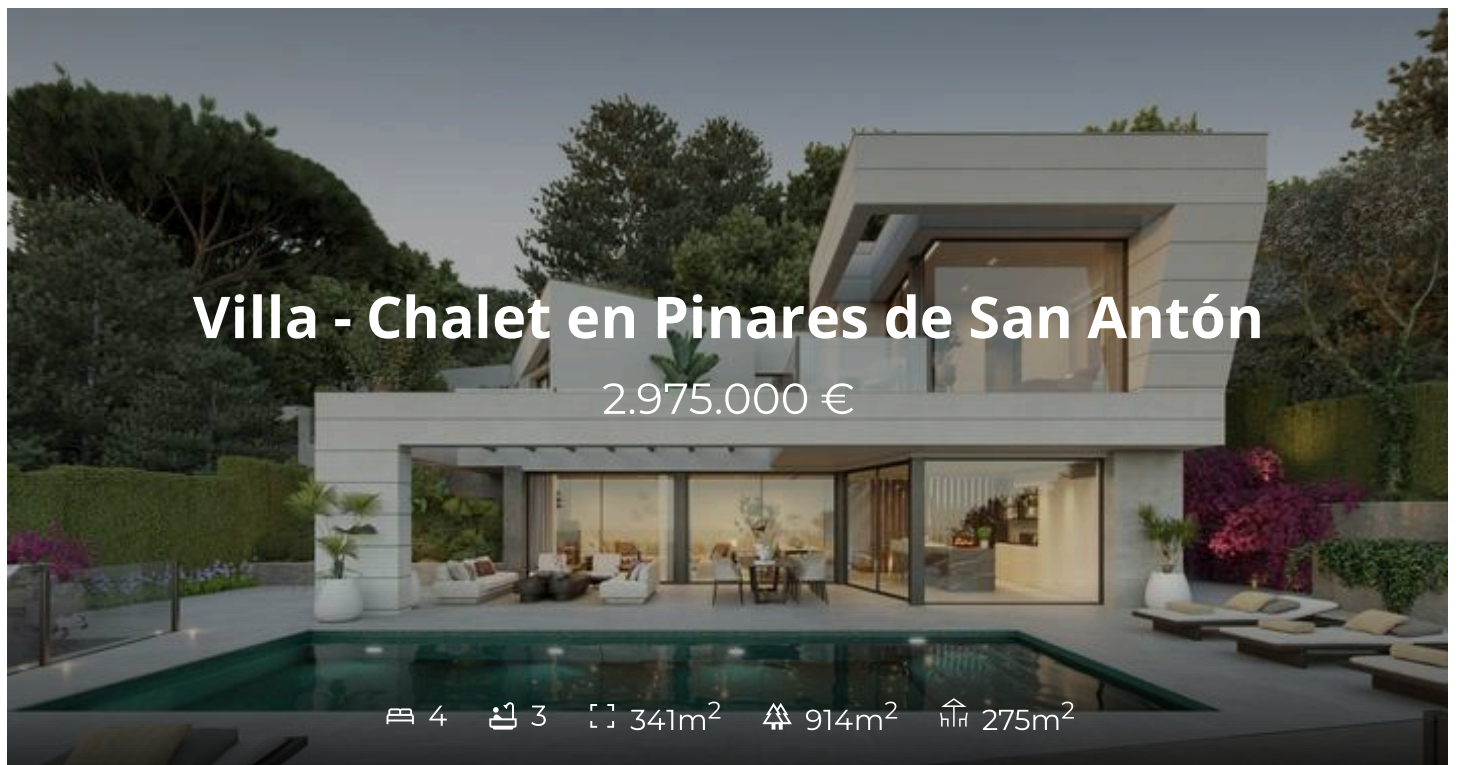 Villa - Chalet en Pinares de San Antón
2.975.000 €
4 3 341m² 914m² 275m²